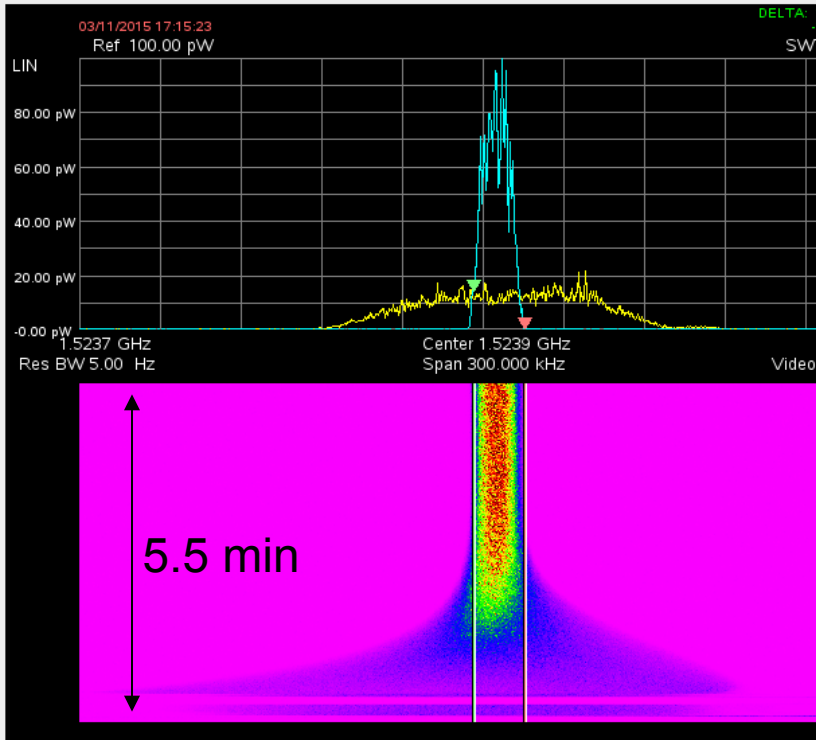 DELTA:
03/11/2015 17:15:23
Ref 100.00 pW
SW
LIN
80.00 pW
60.00 pW
40.00 pW
20.00 pW
-0.00 pW
1.5237 GHz
Center 1.5239 GHz
Res BW 5.00 Hz
Span 300.000 kHz
Video
5.5 min